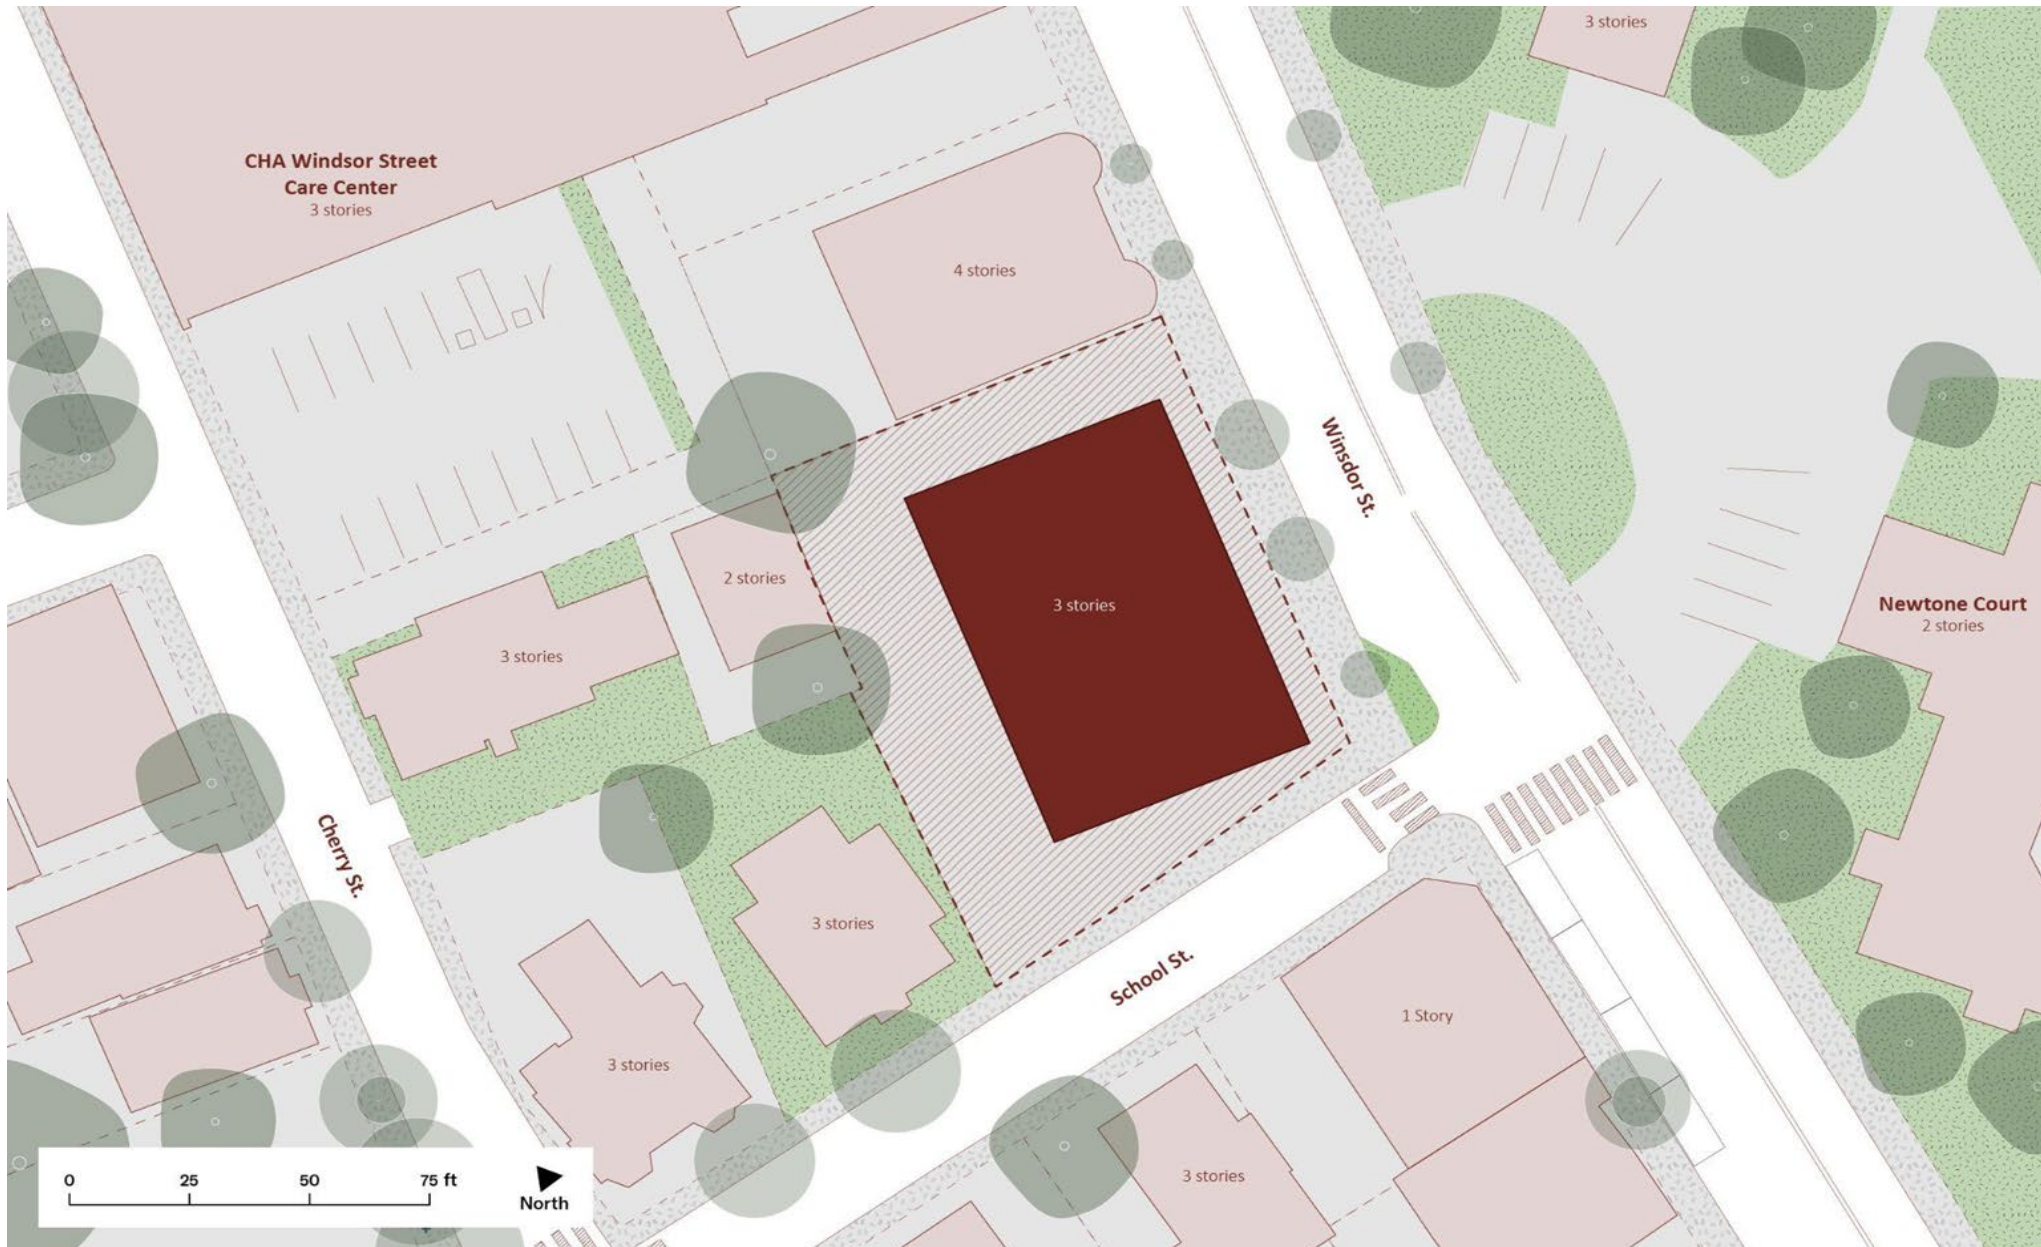 3 stories
CHA Windsor Street
Care Center
3 stories
4 stories
Winsdor St.
2 stories
3 stories
Newtone Court
2 stories
3 stories
Cherry St.
3 stories
School St.
1 Story
3 stories
3 stories
0 25 50 75 ft
North